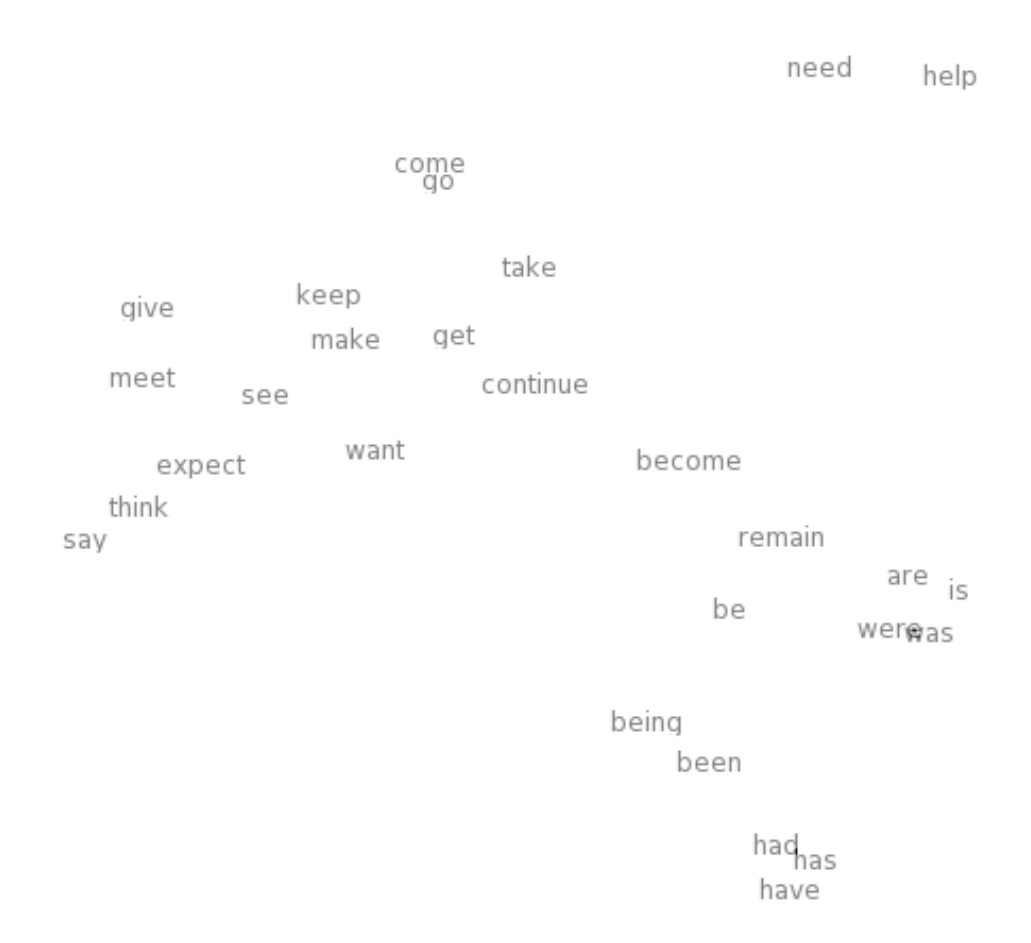 need
help
come
go
take
keep
give
get
make
meet
continue
see
want
become
expect
think
remain
say
are
is
be
were
was
being
been
had
has
have